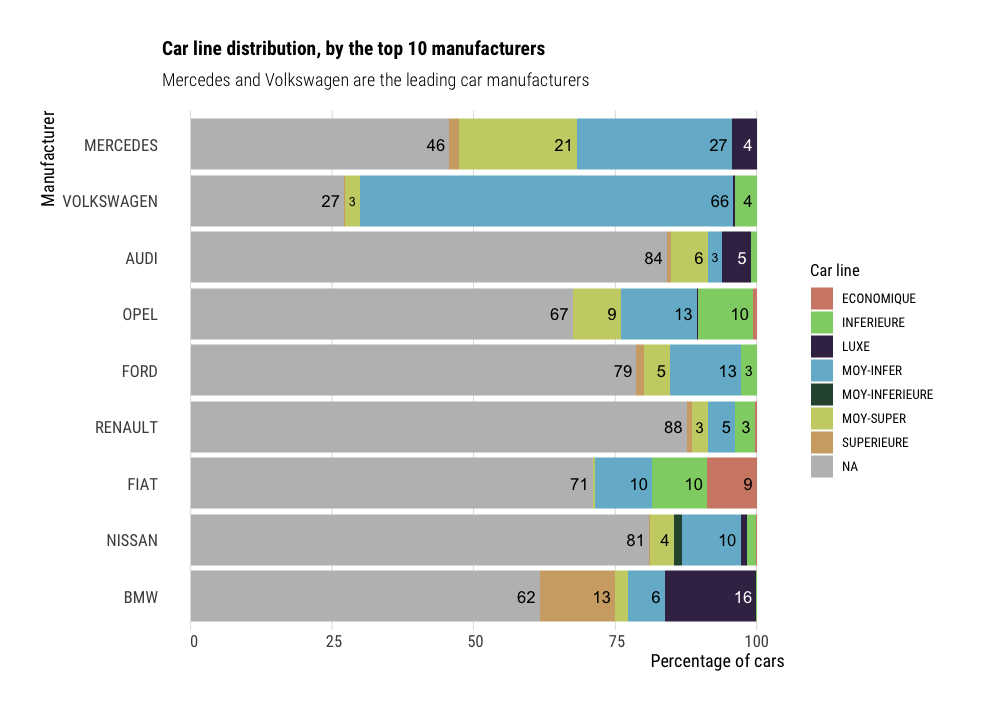 Car line distribution, by the top 10 manufacturers
Mercedes and Volkswagen are the leading car manufacturers
Manufacturer
MERCEDES 46 21 27 4
VOLKSWAGEN 27 3 66 4
AUDI 84 6 3 5
OPEL 67 9 13 10
FORD 79 5 13 3
RENAULT 88 3 5 3
FIAT 71 10 10 9
NISSAN 81 4 10
BMW 62 13 6 16
0 25 50 75 100
Percentage of cars
Car line
ECONOMIQUE
INFERIEURE
LUXE
MOY-INFER
MOY-INFERIEURE
MOY-SUPER
SUPERIEURE
NA